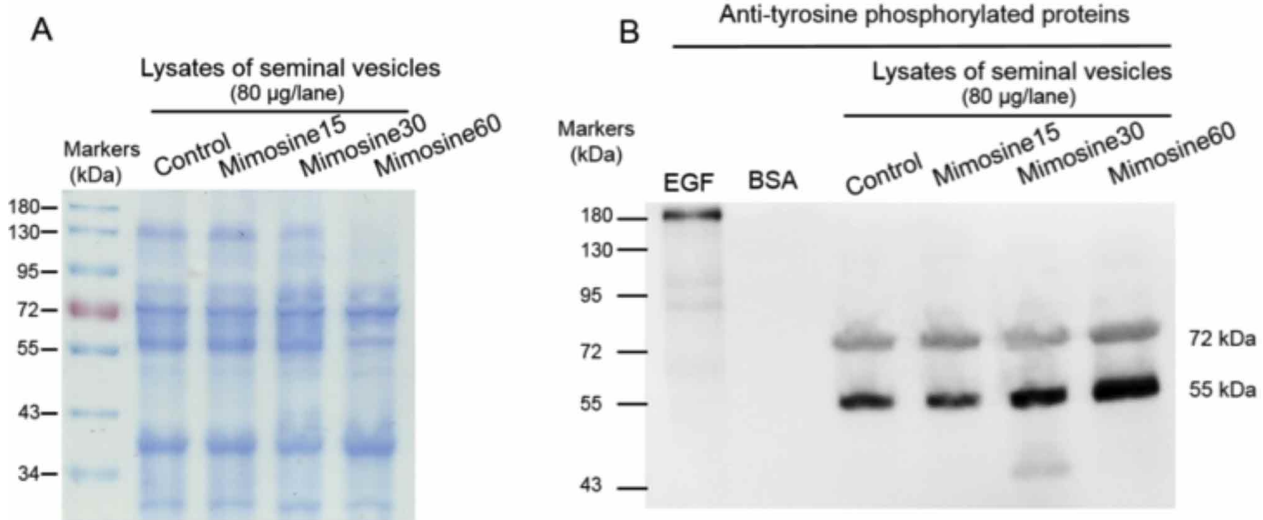 A
Lysates of seminal vesicles
(80 µg/lane)
Markers
(kDa)
Control
Mimosine15
Mimosine30
Mimosine60
180
130
95
72
55
43
34
B
Anti-tyrosine phosphorylated proteins
Lysates of seminal vesicles
(80 µg/lane)
Markers
(kDa)
EGF
BSA
Control
Mimosine15
Mimosine30
Mimosine60
180
130
95
72
55
43
72 kDa
55 kDa